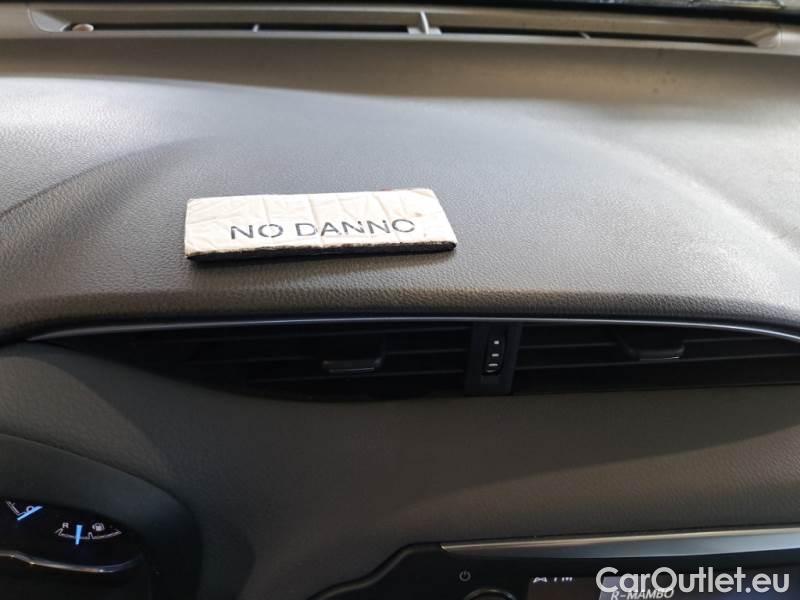 NO DANNO
R
R-MAMBO
CarOutlet.eu